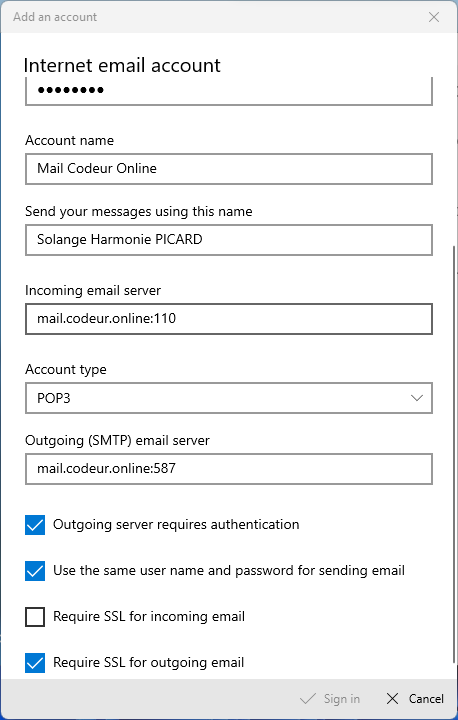 Add an account
Internet email account
●●●●●●●●
Account name
Mail Codeur Online
Send your messages using this name
Solange Harmonie PICARD
Incoming email server
mail.codeur.online:110
Account type
POP3
Outgoing (SMTP) email server
mail.codeur.online:587
Outgoing server requires authentication
Use the same user name and password for sending email
Require SSL for incoming email
Require SSL for outgoing email
Sign in
Cancel